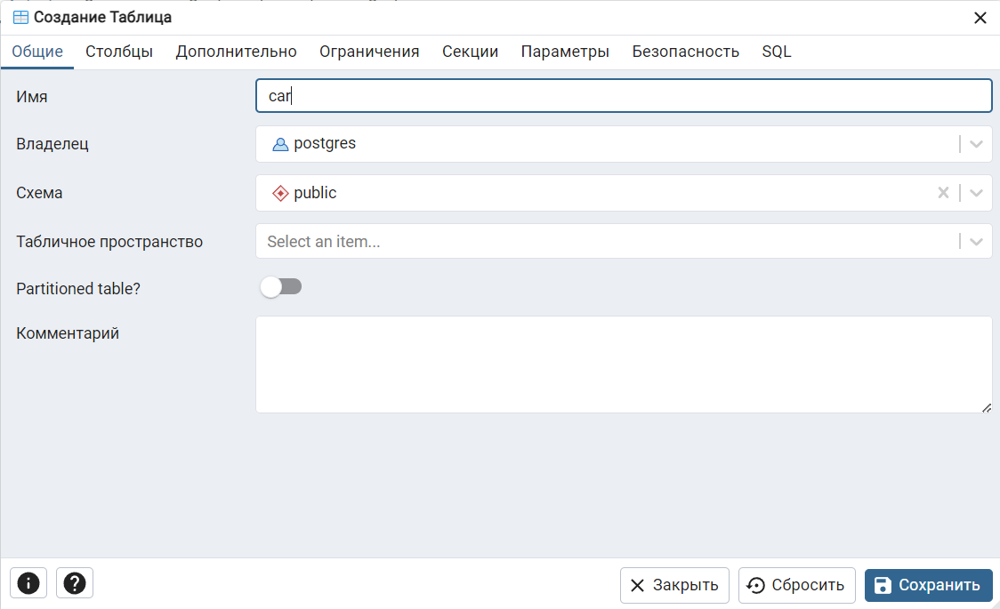 Создание Таблица
Общие Столбцы Дополнительно Ограничения Секции Параметры Безопасность SQL
Имя car
Владелец postgres
Схема public
Табличное пространство Select an item...
Partitioned table?
Комментарий
Закрыть Сбросить Сохранить